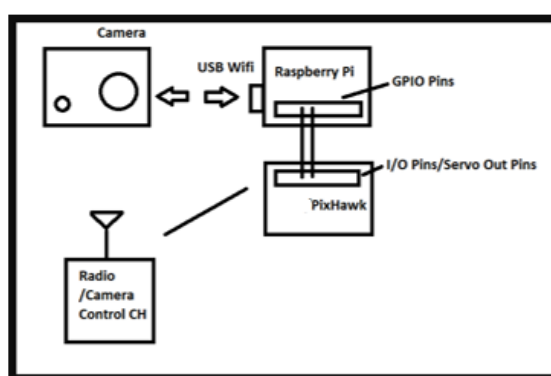 Camera
USB Wifi
Raspberry Pi
GPIO Pins
I/O Pins/Servo Out Pins
PixHawk
Radio
/Camera
Control CH